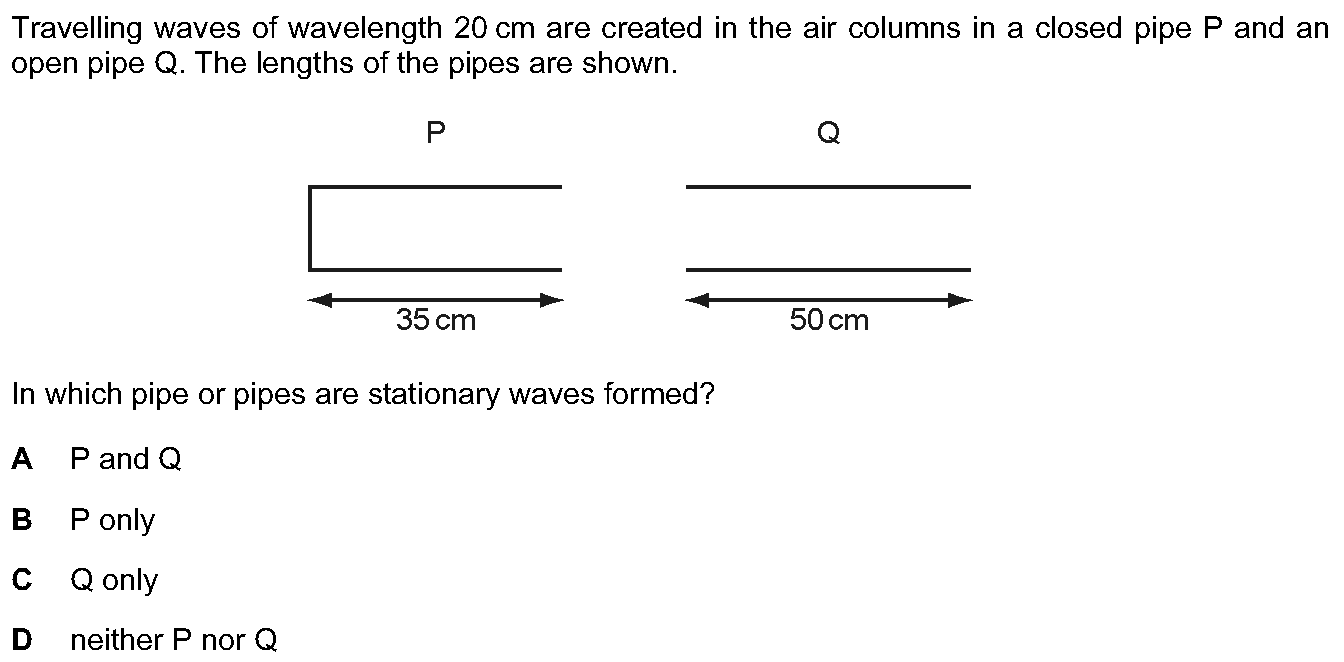 Travelling waves of wavelength 20 cm are created in the air columns in a closed pipe P and an
open pipe Q. The lengths of the pipes are shown.
P
Q
35 cm
50 cm
In which pipe or pipes are stationary waves formed?
A P and Q
B P only
C Q only
D neither P nor Q